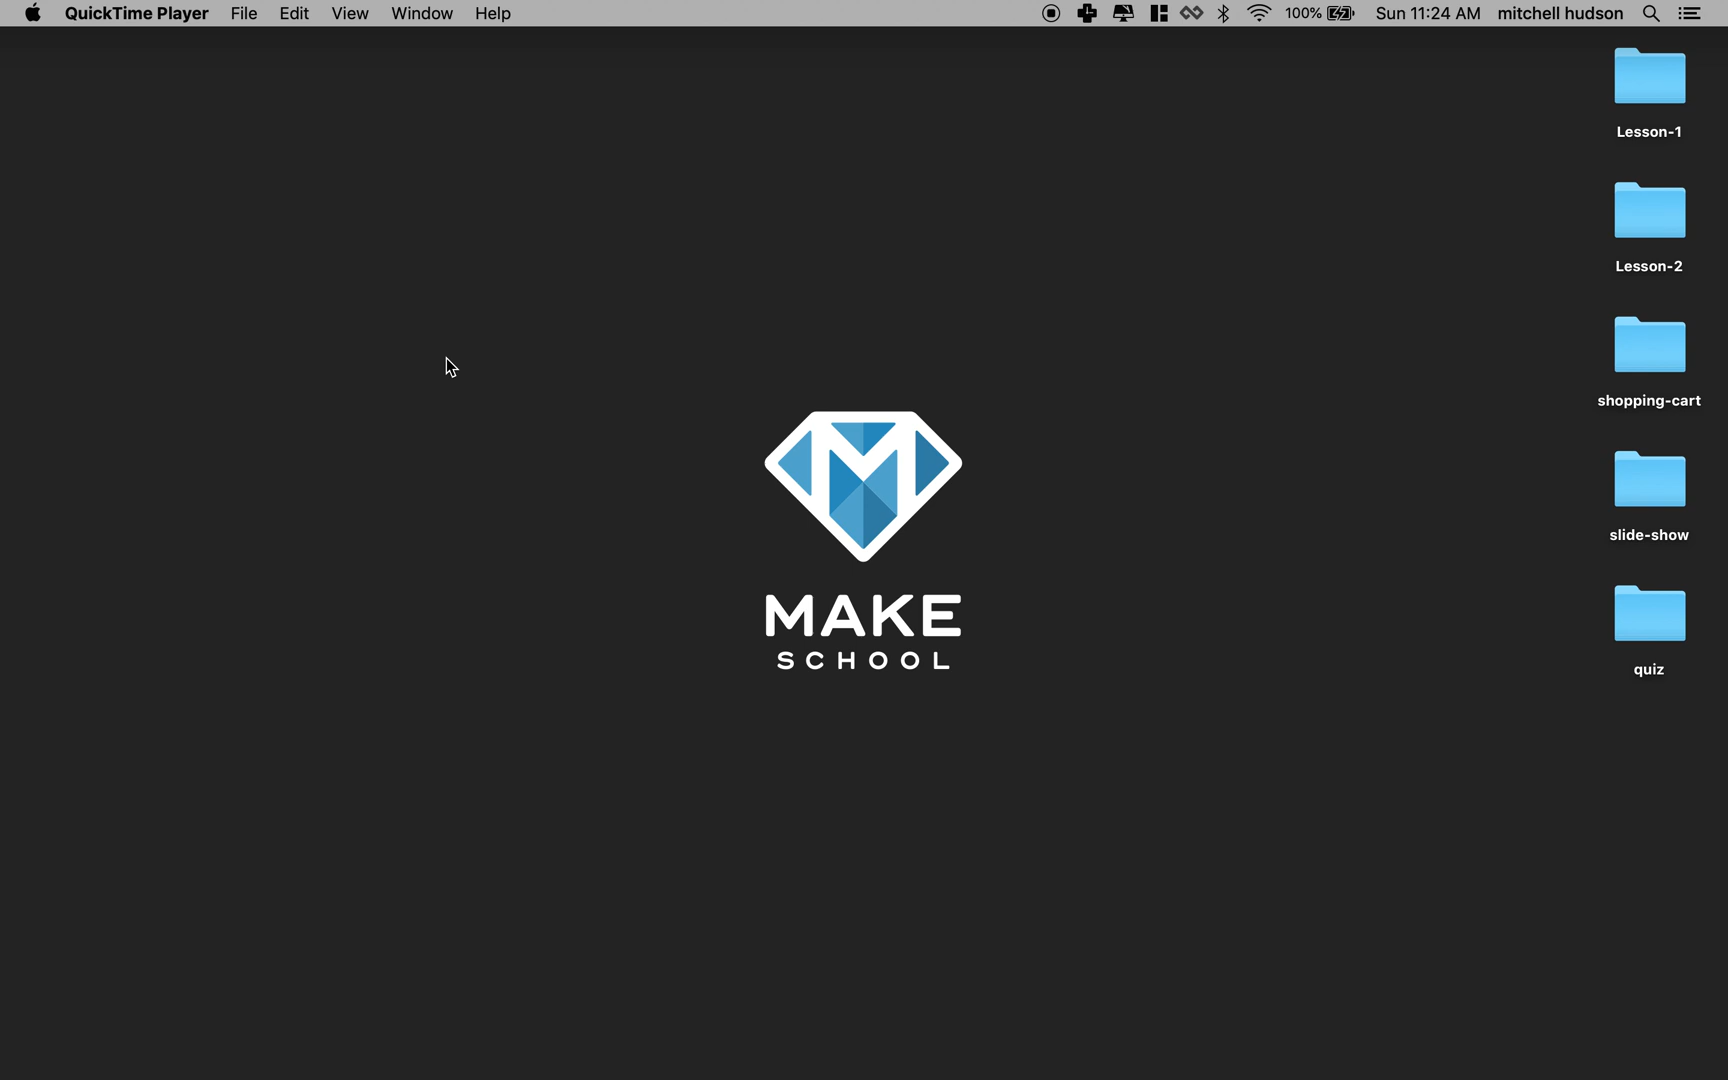 QuickTime Player File Edit View Window Help 100% Sun 11:24 AM mitchell hudson
Lesson-1
Lesson-2
shopping-cart
slide-show
MAKE
SCHOOL
quiz